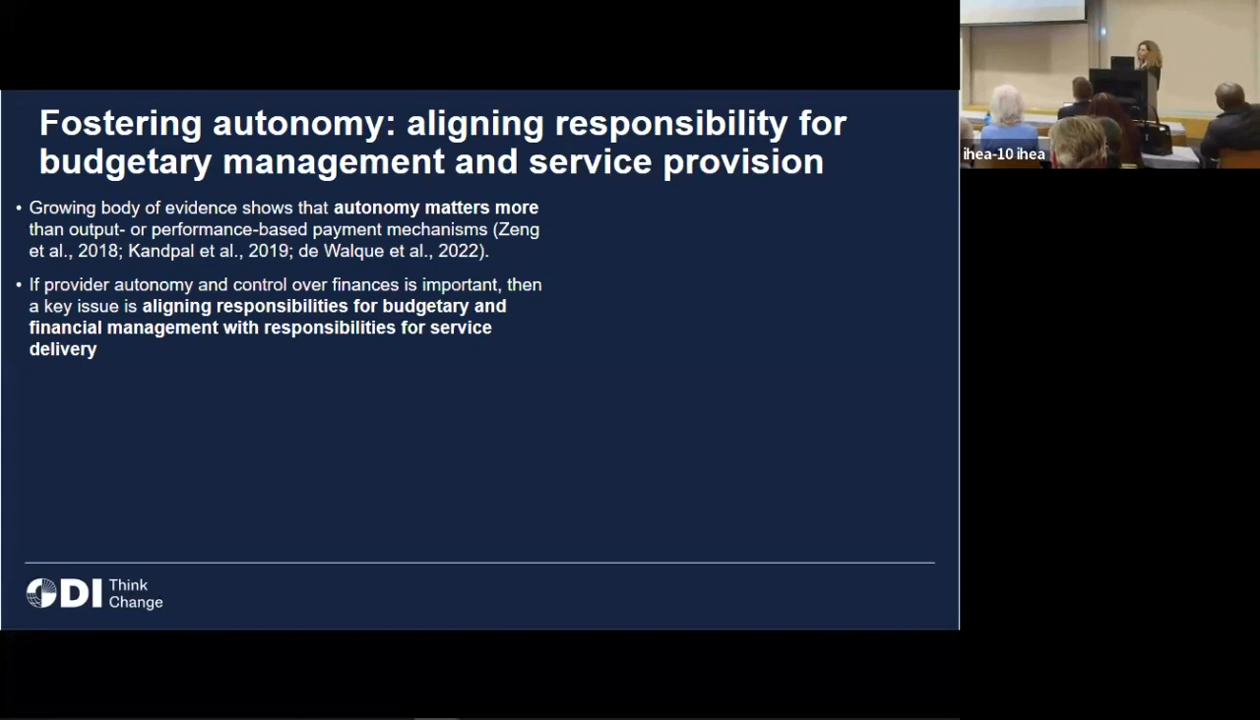 Fostering autonomy: aligning responsibility for
budgetary management and service provision
• Growing body of evidence shows that autonomy matters more
than output- or performance-based payment mechanisms (Zeng
et al., 2018; Kandpal et al., 2019; de Walque et al., 2022).
• If provider autonomy and control over finances is important, then
a key issue is aligning responsibilities for budgetary and
financial management with responsibilities for service
delivery
ODI Think
Change
ihea-10 ihea